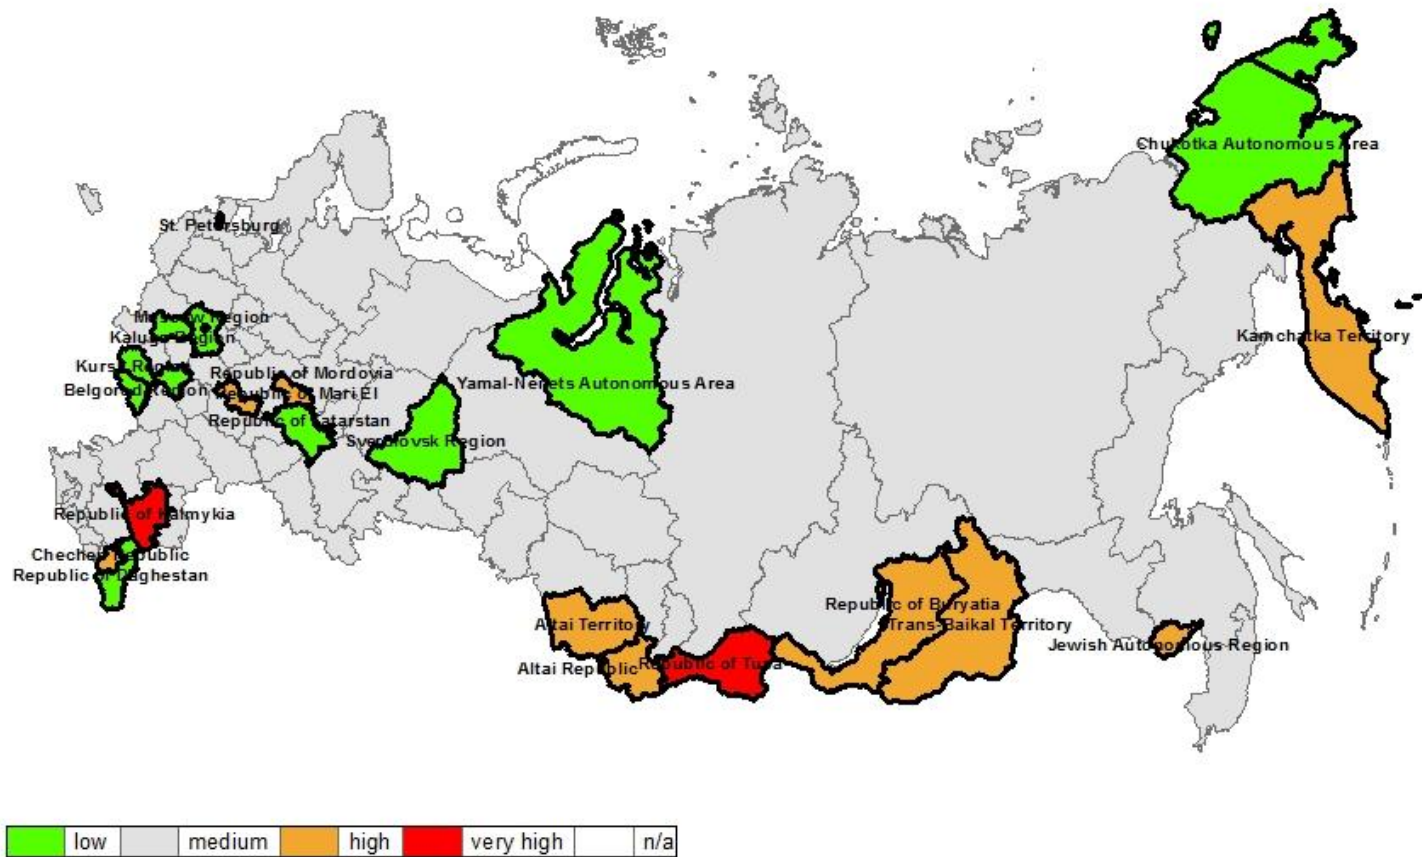 Chukotka Autonomous Area
St. Petersburg
Moscow Region
Kaluga Region
Kamchatka Territory
Kursk Region
Republic of Mordovia
Yamal-Nenets Autonomous Area
Belgorod Region
Republic of Mari El
Republic of Tatarstan
Sverdlovsk Region
Republic of Kalmykia
Chechen Republic
Republic of Daghestan
Republic of Buryatia
Altai Territory
Trans-Baikal Territory
Jewish Autonomous Region
Altai Republic
Republic of Tuva
low medium high very high n/a